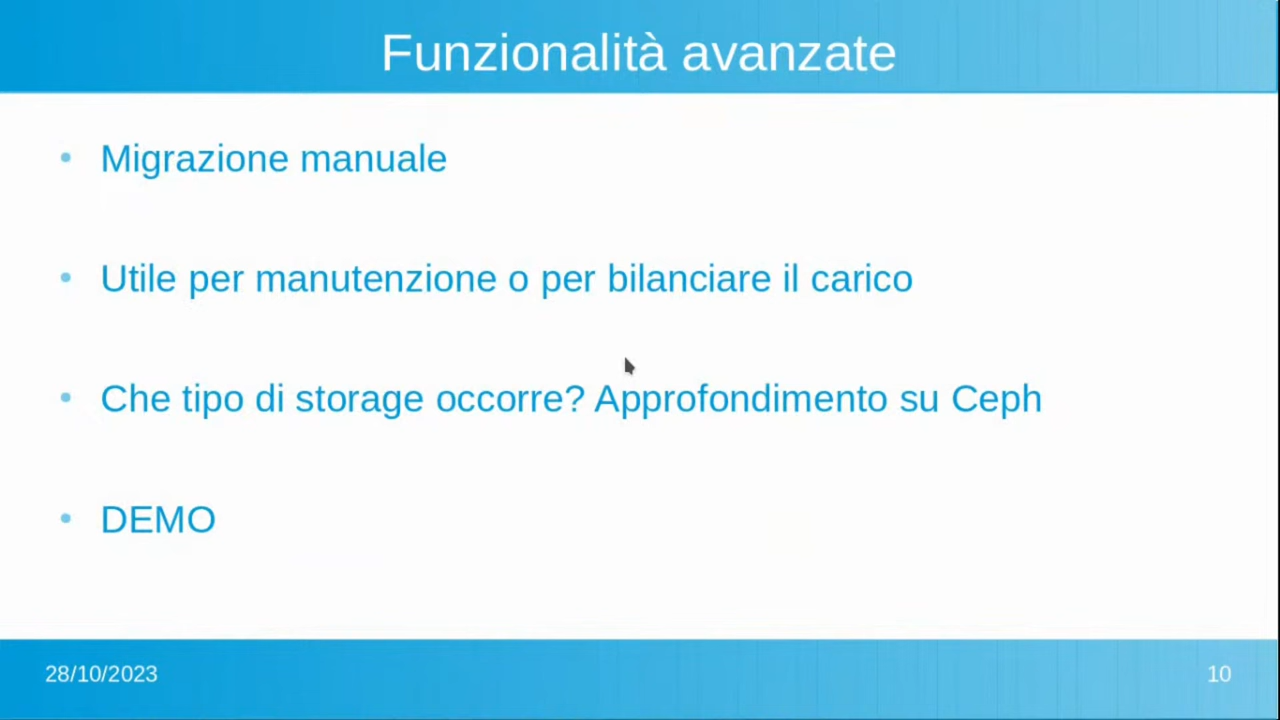 Funzionalità avanzate
• Migrazione manuale
• Utile per manutenzione o per bilanciare il carico
• Che tipo di storage occorre? Approfondimento su Ceph
• DEMO
28/10/2023
10